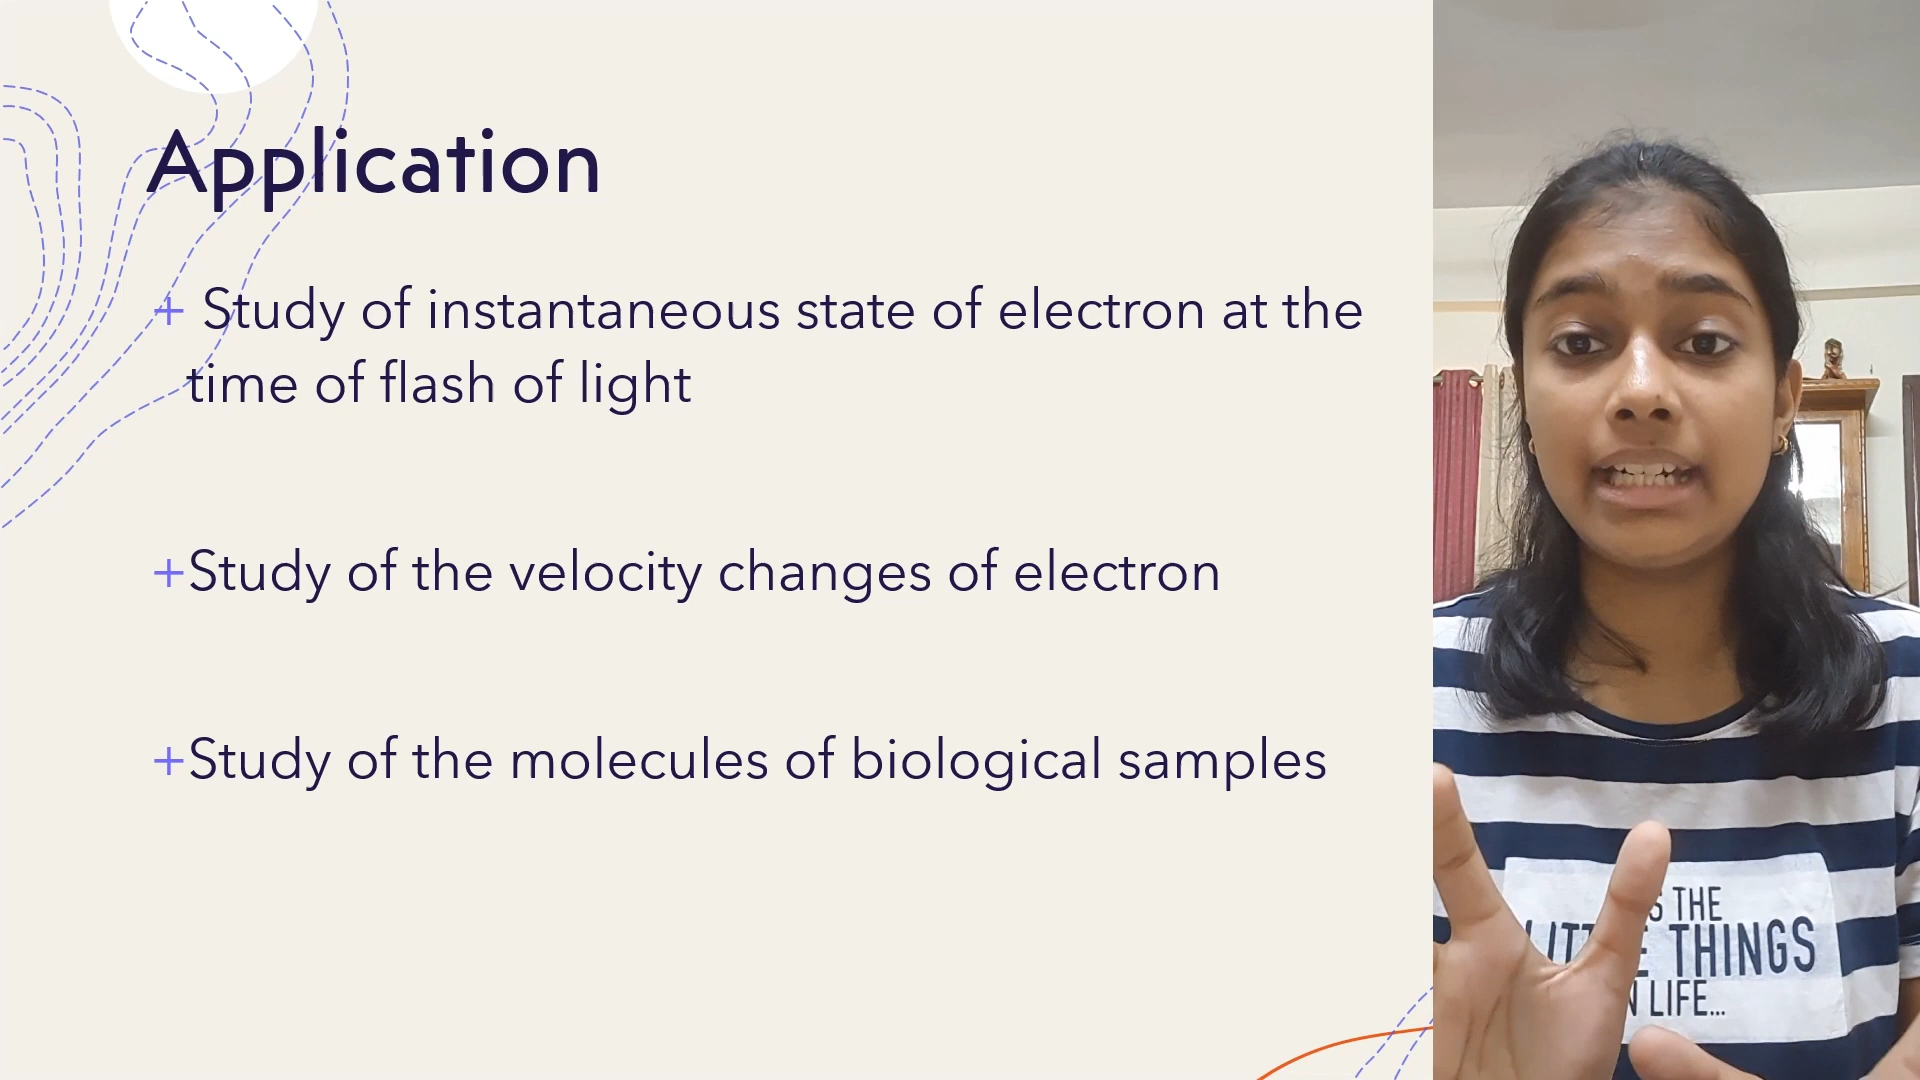 Application
+ Study of instantaneous state of electron at the
time of flash of light
+Study of the velocity changes of electron
+Study of the molecules of biological samples
THE
THINGS
LIFE...